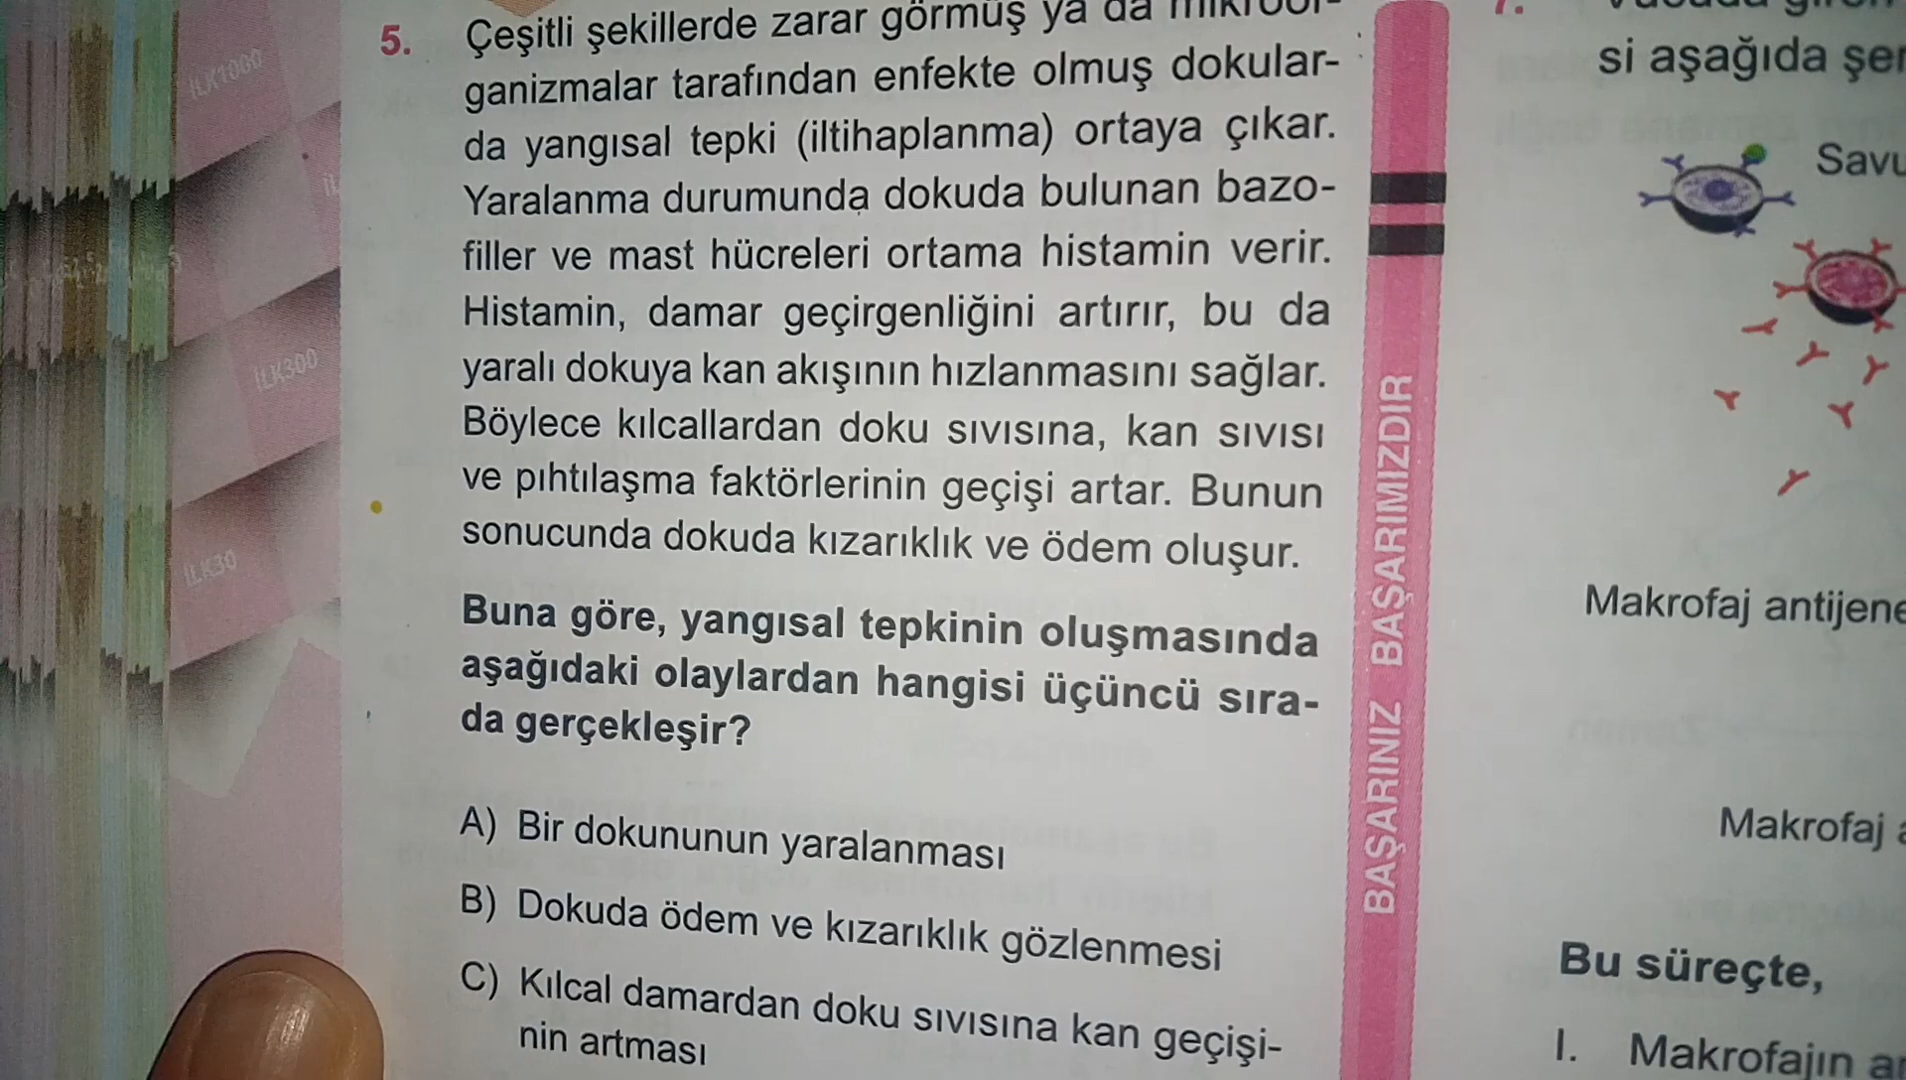 İLK1000
İLK300
İLK30
5. Çeşitli şekillerde zarar görmüş ya da
ganizmalar tarafından enfekte olmuş dokular-
da yangısal tepki (iltihaplanma) ortaya çıkar.
Yaralanma durumunda dokuda bulunan bazo-
filler ve mast hücreleri ortama histamin verir.
Histamin, damar geçirgenliğini artırır, bu da
yaralı dokuya kan akışının hızlanmasını sağlar.
Böylece kılcallardan doku sıvısına, kan sıvısı
ve pıhtılaşma faktörlerinin geçişi artar. Bunun
sonucunda dokuda kızarıklık ve ödem oluşur.
Buna göre, yangısal tepkinin oluşmasında
aşağıdaki olaylardan hangisi üçüncü sıra-
da gerçekleşir?
A) Bir dokununun yaralanması
B) Dokuda ödem ve kızarıklık gözlenmesi
C) Kılcal damardan doku sıvısına kan geçişi-
nin artması
BAŞARINIZ BAŞARIMIZDIR
si aşağıda
Makrofaj
Makrofaj
Bu süreçte,
I. Makrofajın